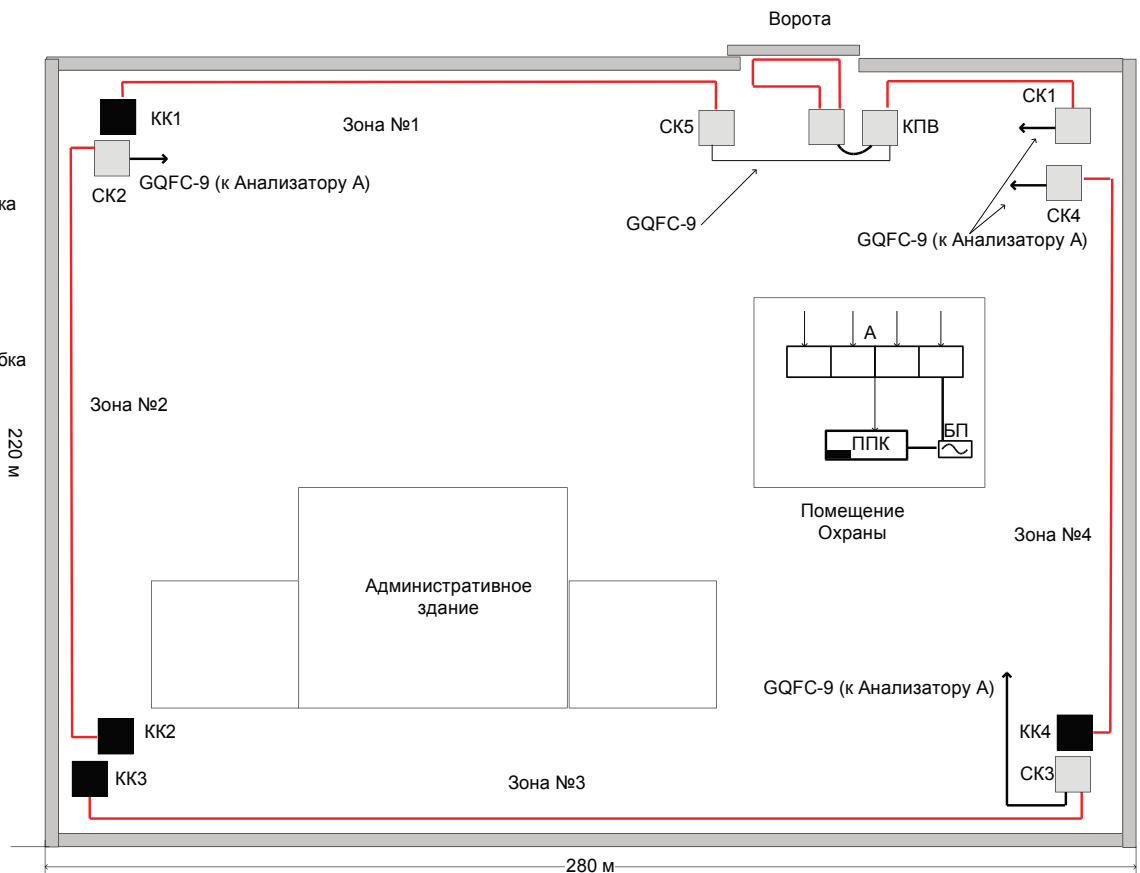 Ворота
КК1
Зона №1
СК5
КПВ
СК1
СК2
GQFC-9 (к Анализатору А)
GQFC-9
СК4
GQFC-9 (к Анализатору А)
А
Зона №2
220 м
ППК
БП
Помещение
Охраны
Зона №4
Административное
здание
GQFC-9 (к Анализатору А)
КК2
КК4
КК3
Зона №3
СК3
280 м